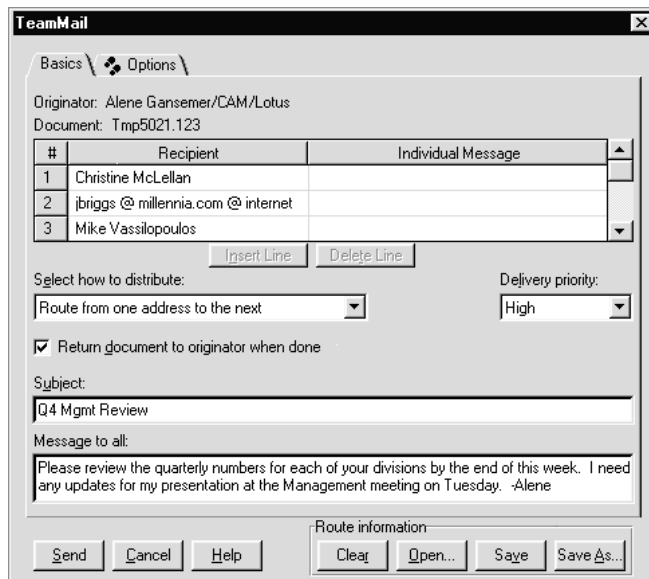 TeamMail
Basics Options
Originator: Alene Gansemer/CAM/Lotus
Document: Tmp5021.123
# Recipient Individual Message
1 Christine McLellan
2 jbriggs @ millennia.com @ internet
3 Mike Vassilopoulos
Insert Line Delete Line
Select how to distribute: Delivery priority:
Route from one address to the next High
Return document to originator when done
Subject:
Q4 Mgmt Review
Message to all:
Please review the quarterly numbers for each of your divisions by the end of this week. I need
any updates for my presentation at the Management meeting on Tuesday. -Alene
Route information
Send Cancel Help Clear Open... Save Save As...